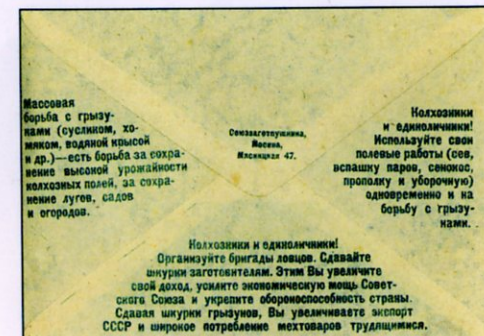 Массовая
борьба с грызу-
нами (сусликом, хо-
мяком, водяной крысой
и др.)—есть борьба за сохра-
нение высокой урожайности
колхозных полей, за сохра-
нение лугов, садов
и огородов.
Союззаготпушнина,
Москва,
Мясницкая 47.
Колхозники
и единоличники!
Используйте свои
полевые работы (сев,
вспашку паров, сенокос,
прополку и уборочную)
одновременно и на
борьбу с грызу-
нами.
Колхозники и единоличники!
Организуйте бригады ловцов. Сдавайте
шкурки заготовителям. Этим Вы увеличите
свой доход, усилите экономическую мощь Совет-
ского Союза и укрепите обороноспособность страны.
Сдавая шкурки грызунов, Вы увеличиваете экспорт
СССР и широкое потребление мехтоваров трудящимися.